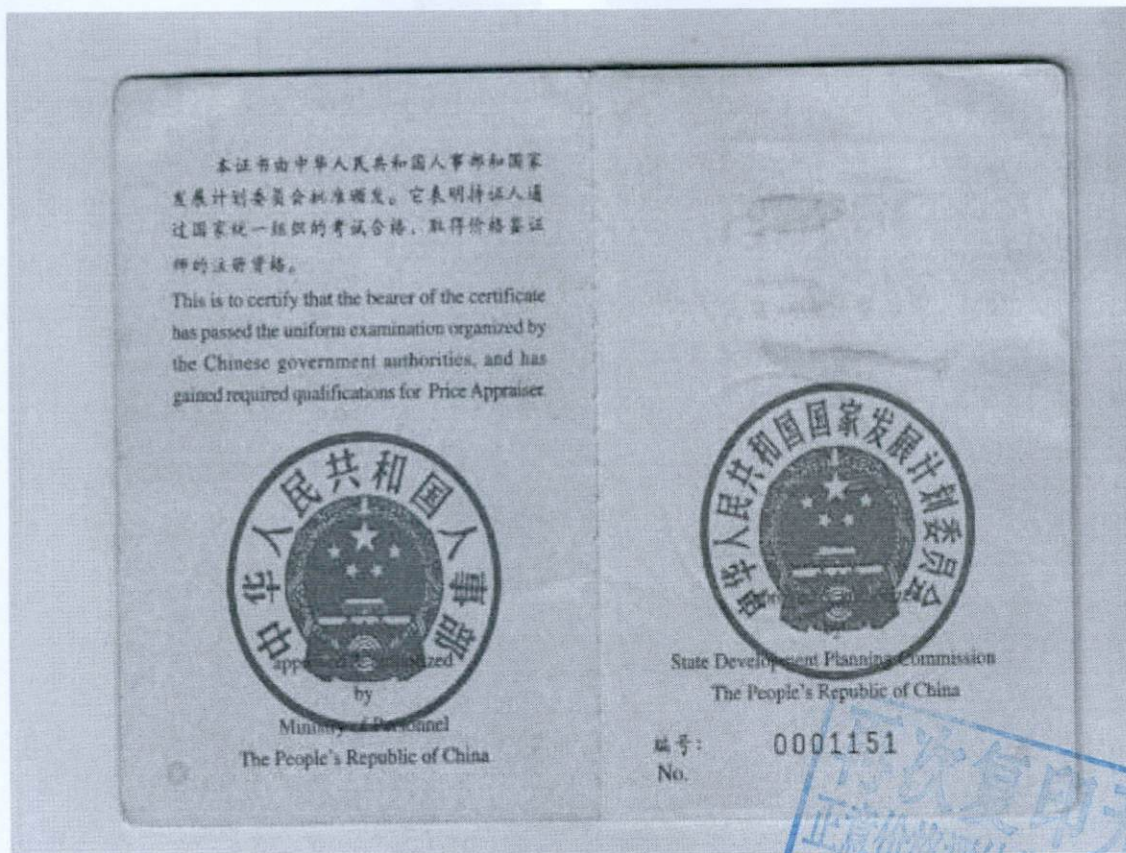 本证书由中华人民共和国人事部和国家
发展计划委员会批准颁发。它表明持证人通
过国家统一组织的考试合格，取得价格鉴证
师的注册资格。
This is to certify that the bearer of the certificate
has passed the uniform examination organized by
the Chinese government authorities, and has
gained required qualifications for Price Appraiser.
中华人民共和国人事部
by
Ministry of Personnel
The People's Republic of China
中华人民共和国国家发展计划委员会
State Development Planning Commission
The People's Republic of China
编号： 0001151
No.
复印